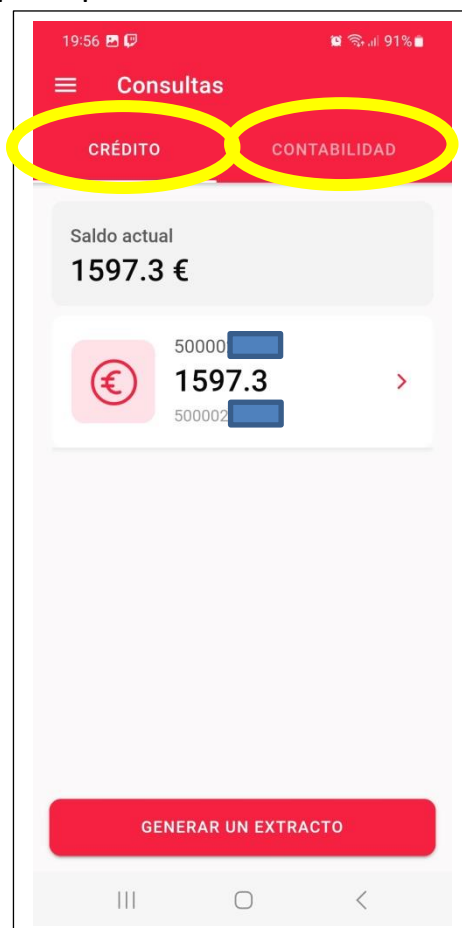 19:56 91%
Consultas
CRÉDITO CONTABILIDAD
Saldo actual
1597.3 €
50000
1597.3
500002
GENERAR UN EXTRACTO